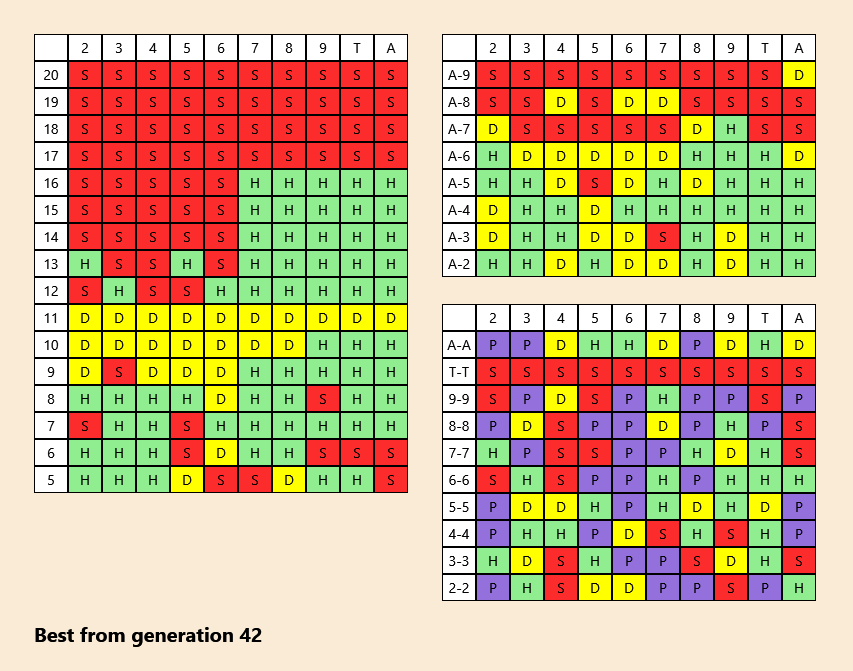 2 3 4 5 6 7 8 9 T A
20 S S S S S S S S S S
19 S S S S S S S S S S
18 S S S S S S S S S S
17 S S S S S S S S S S
16 S S S S S H H H H H
15 S S S S S H H H H H
14 S S S S S H H H H H
13 H S S H S H H H H H
12 S H S S H H H H H H
11 D D D D D D D D D D
10 D D D D D D D H H H
9 D S D D D H H H H H
8 H H H H D H H S H H
7 S H H S H H H H H H
6 H H H S D H H S S S
5 H H H D S S D H H S
2 3 4 5 6 7 8 9 T A
A-9 S S S S S S S S S D
A-8 S S D S D D S S S S
A-7 D S S S S S D H S S
A-6 H D D D D D H H H D
A-5 H H D S D H D H H H
A-4 D H H D H H H H H H
A-3 D H H D D S H D H H
A-2 H H D H D D H D H H
2 3 4 5 6 7 8 9 T A
A-A P P D H H D P D H D
T-T S S S S S S S S S S
9-9 S P D S P H P P S P
8-8 P D S P P D P H P S
7-7 H P S S P P H D H S
6-6 S H S P P H P H H H
5-5 P D D H P H D H D P
4-4 P H H P D S H S H P
3-3 H D S H P P S D H S
2-2 P H S D D P P S P H
Best from generation 42